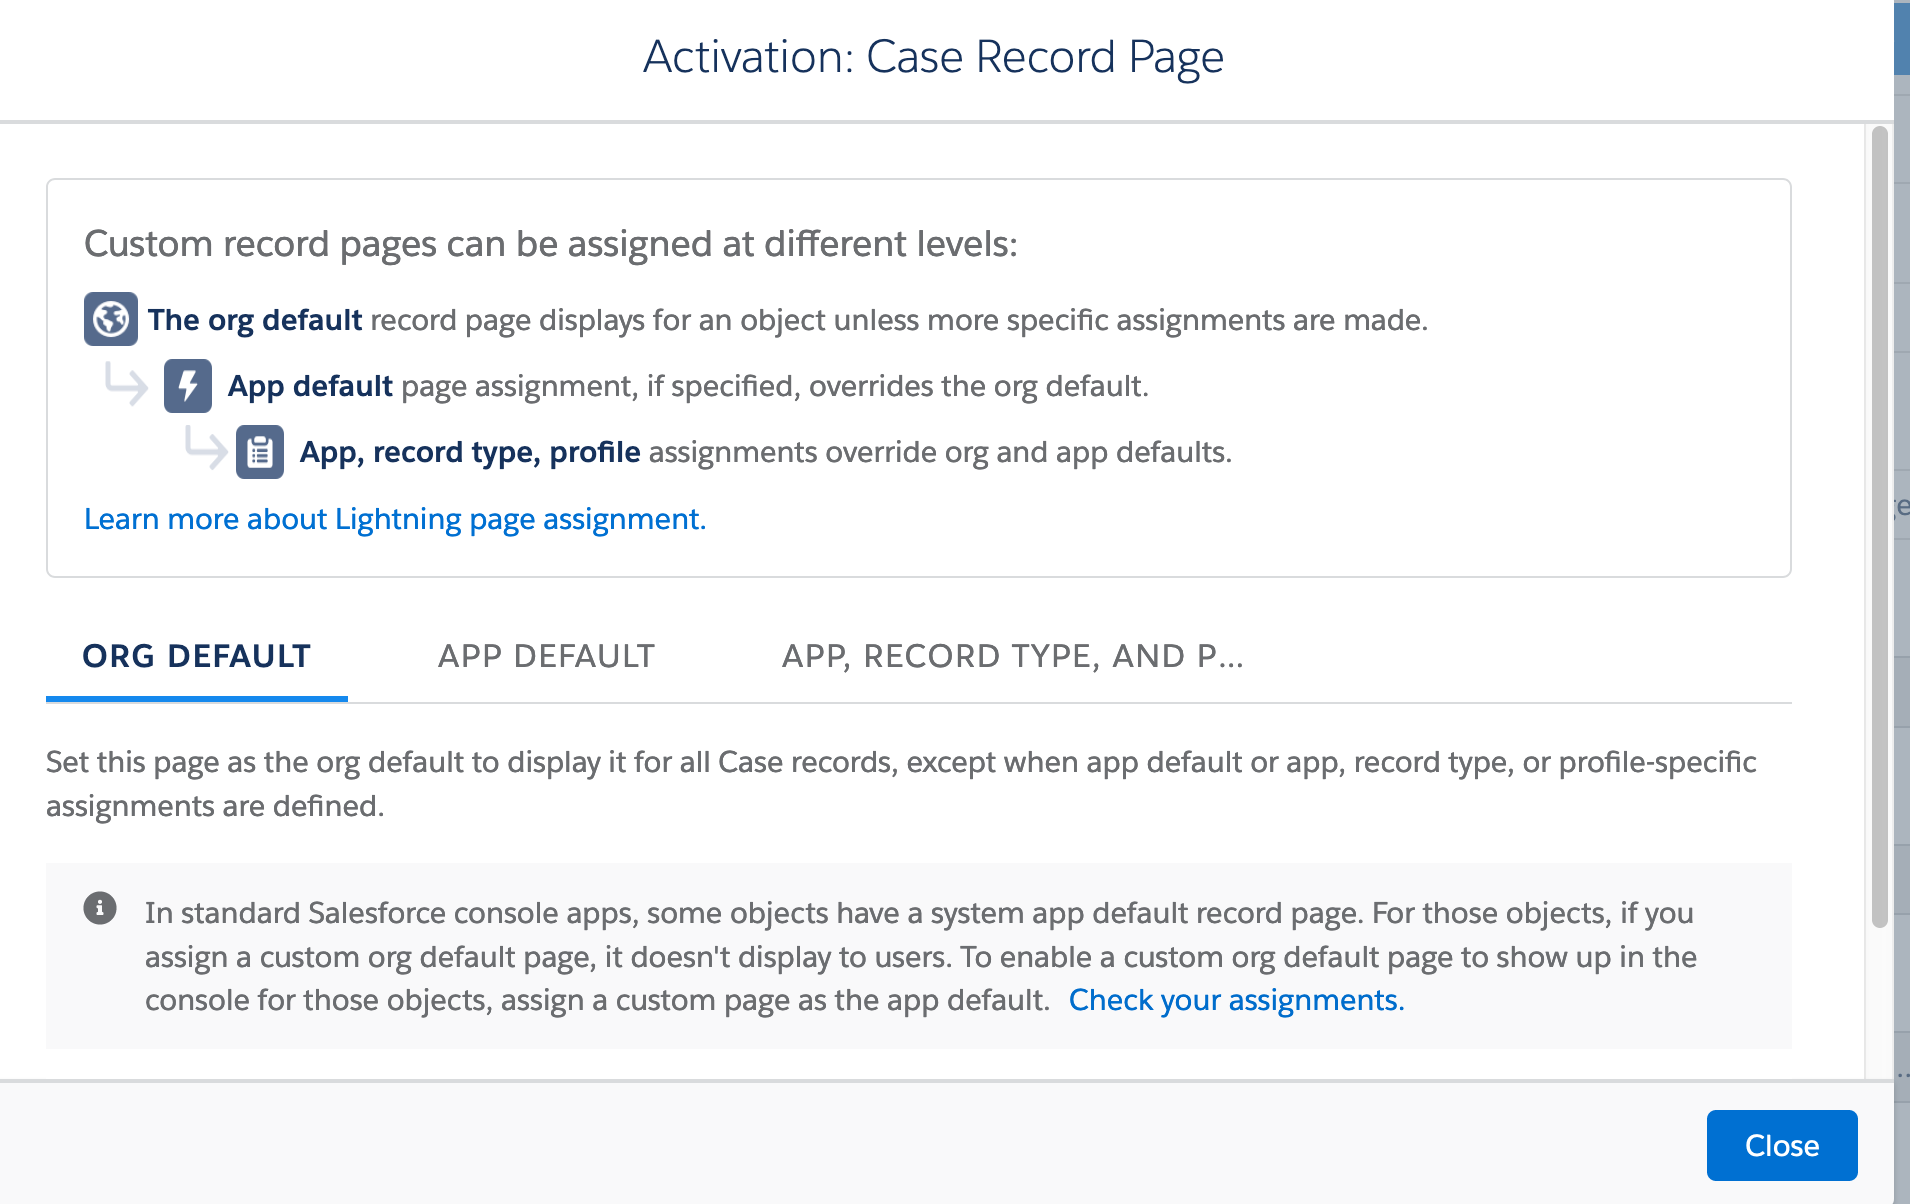 Activation: Case Record Page
Custom record pages can be assigned at different levels:
The org default record page displays for an object unless more specific assignments are made.
App default page assignment, if specified, overrides the org default.
App, record type, profile assignments override org and app defaults.
Learn more about Lightning page assignment.
ORG DEFAULT
APP DEFAULT
APP, RECORD TYPE, AND P...
Set this page as the org default to display it for all Case records, except when app default or app, record type, or profile-specific
assignments are defined.
In standard Salesforce console apps, some objects have a system app default record page. For those objects, if you
assign a custom org default page, it doesn't display to users. To enable a custom org default page to show up in the
console for those objects, assign a custom page as the app default. Check your assignments.
Close